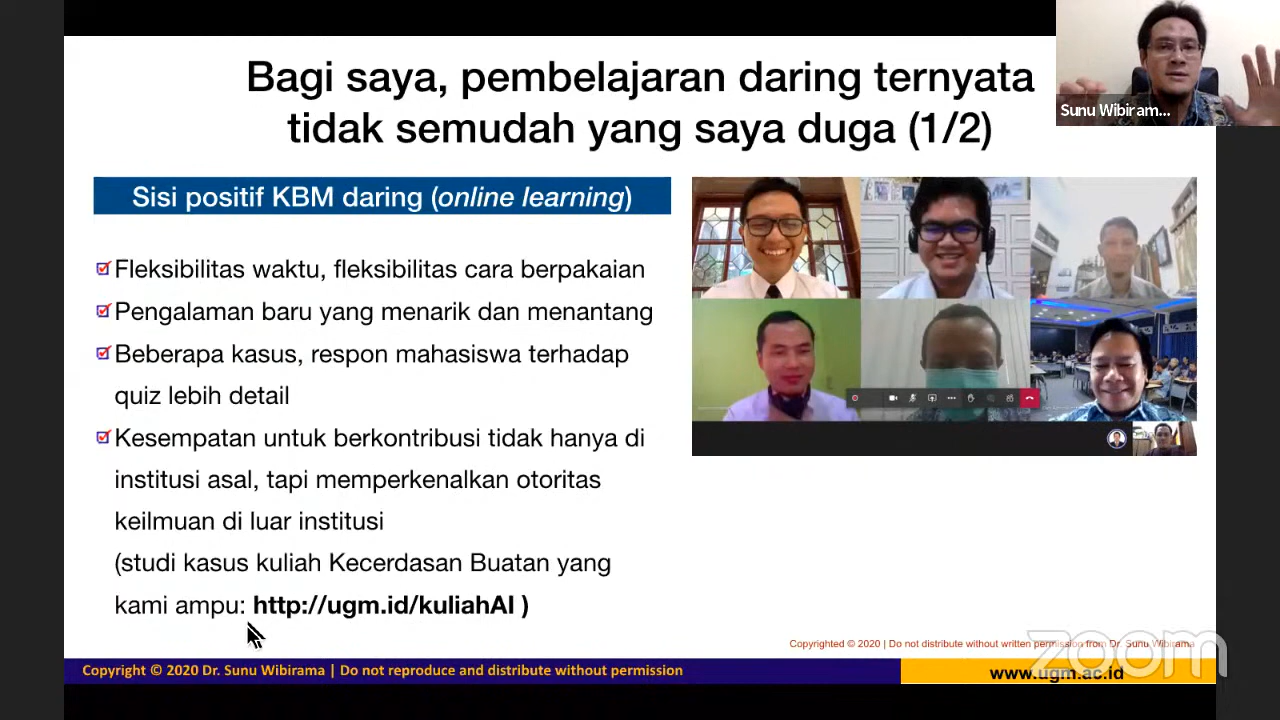 Bagi saya, pembelajaran daring ternyata
tidak semudah yang saya duga (1/2)
Sunu Wibiram...
Sisi positif KBM daring (online learning)
Fleksibilitas waktu, fleksibilitas cara berpakaian
Pengalaman baru yang menarik dan menantang
Beberapa kasus, respon mahasiswa terhadap
quiz lebih detail
Kesempatan untuk berkontribusi tidak hanya di
institusi asal, tapi memperkenalkan otoritas
keilmuan di luar institusi
(studi kasus kuliah Kecerdasan Buatan yang
kami ampu: http://ugm.id/kuliahAI )
Copyrighted © 2020 | Do not distribute without written permission from Dr. Sunu Wibirama
zoom
Copyright © 2020 Dr. Sunu Wibirama | Do not reproduce and distribute without permission
www.ugm.ac.id